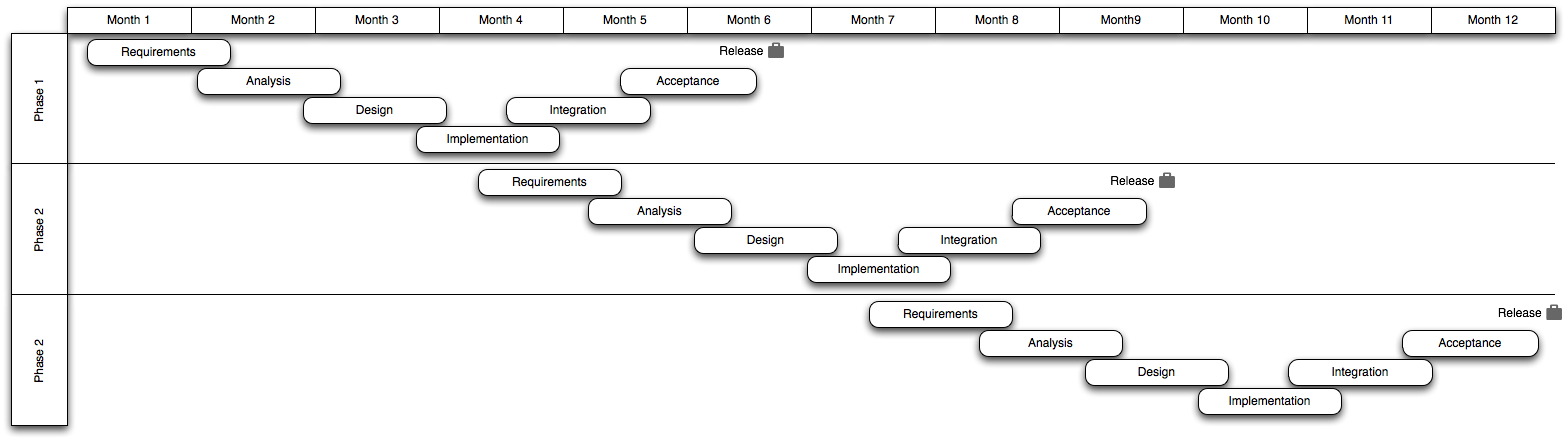 Month 1
Month 2
Month 3
Month 4
Month 5
Month 6
Month 7
Month 8
Month9
Month 10
Month 11
Month 12
Phase 1
Requirements
Release
Analysis
Acceptance
Design
Integration
Implementation
Phase 2
Requirements
Release
Analysis
Acceptance
Design
Integration
Implementation
Phase 2
Requirements
Release
Analysis
Acceptance
Design
Integration
Implementation